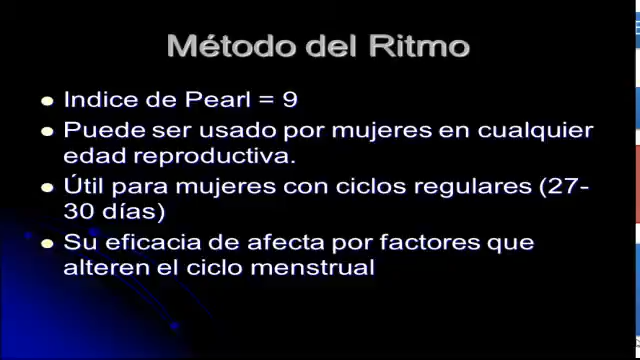 Método del Ritmo
Indice de Pearl = 9
Puede ser usado por mujeres en cualquier
edad reproductiva.
Útil para mujeres con ciclos regulares (27-
30 días)
Su eficacia de afecta por factores que
alteren el ciclo menstrual